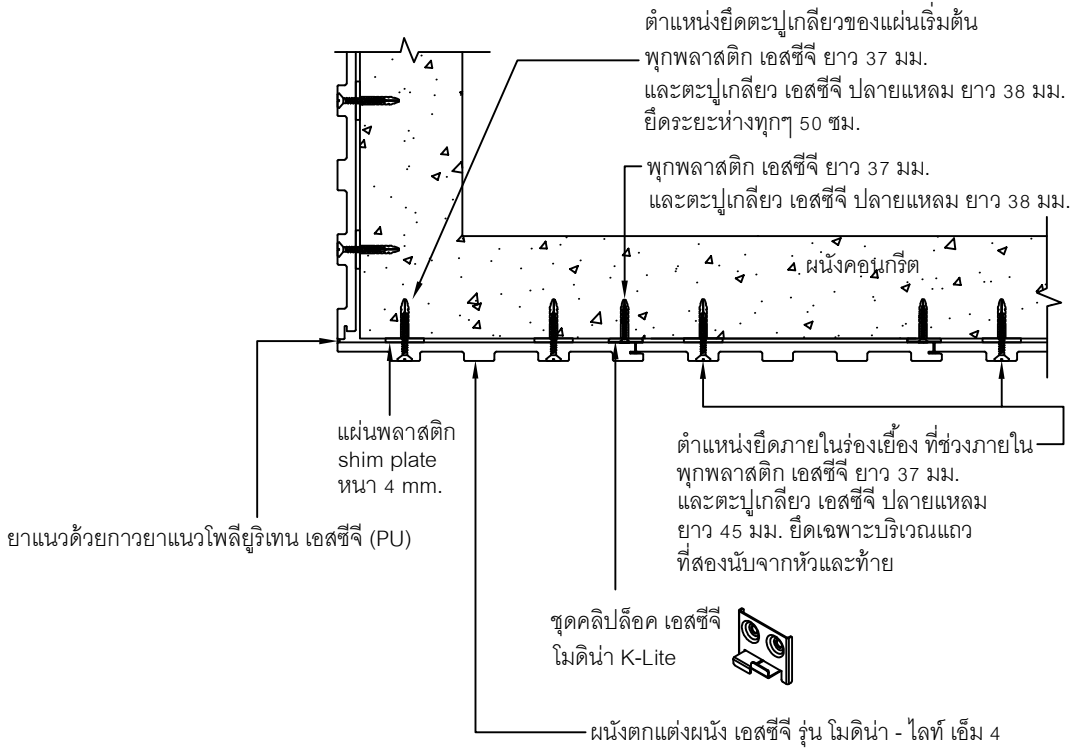 ตำแหน่งยึดตะปูเกลียวของแผ่นเริ่มต้น
พุกพลาสติก เอสซีจี ยาว 37 มม.
และตะปูเกลียว เอสซีจี ปลายแหลม ยาว 38 มม.
ยึดระยะห่างทุกๆ 50 ซม.
พุกพลาสติก เอสซีจี ยาว 37 มม.
และตะปูเกลียว เอสซีจี ปลายแหลม ยาว 38 มม.
ผนังคอนกรีต
แผ่นพลาสติก
shim plate
หนา 4 mm.
ตำแหน่งยึดภายในร่องเยื้อง ที่ช่วงภายใน
พุกพลาสติก เอสซีจี ยาว 37 มม.
และตะปูเกลียว เอสซีจี ปลายแหลม
ยาว 45 มม. ยึดเฉพาะบริเวณแถว
ที่สองนับจากหัวและท้าย
ยาแนวด้วยกาวยาแนวโพลียูริเทน เอสซีจี (PU)
ชุดคลิปล็อค เอสซีจี
โมดิน่า K-Lite
ผนังตกแต่งผนัง เอสซีจี รุ่น โมดิน่า - ไลท์ เอ็ม 4